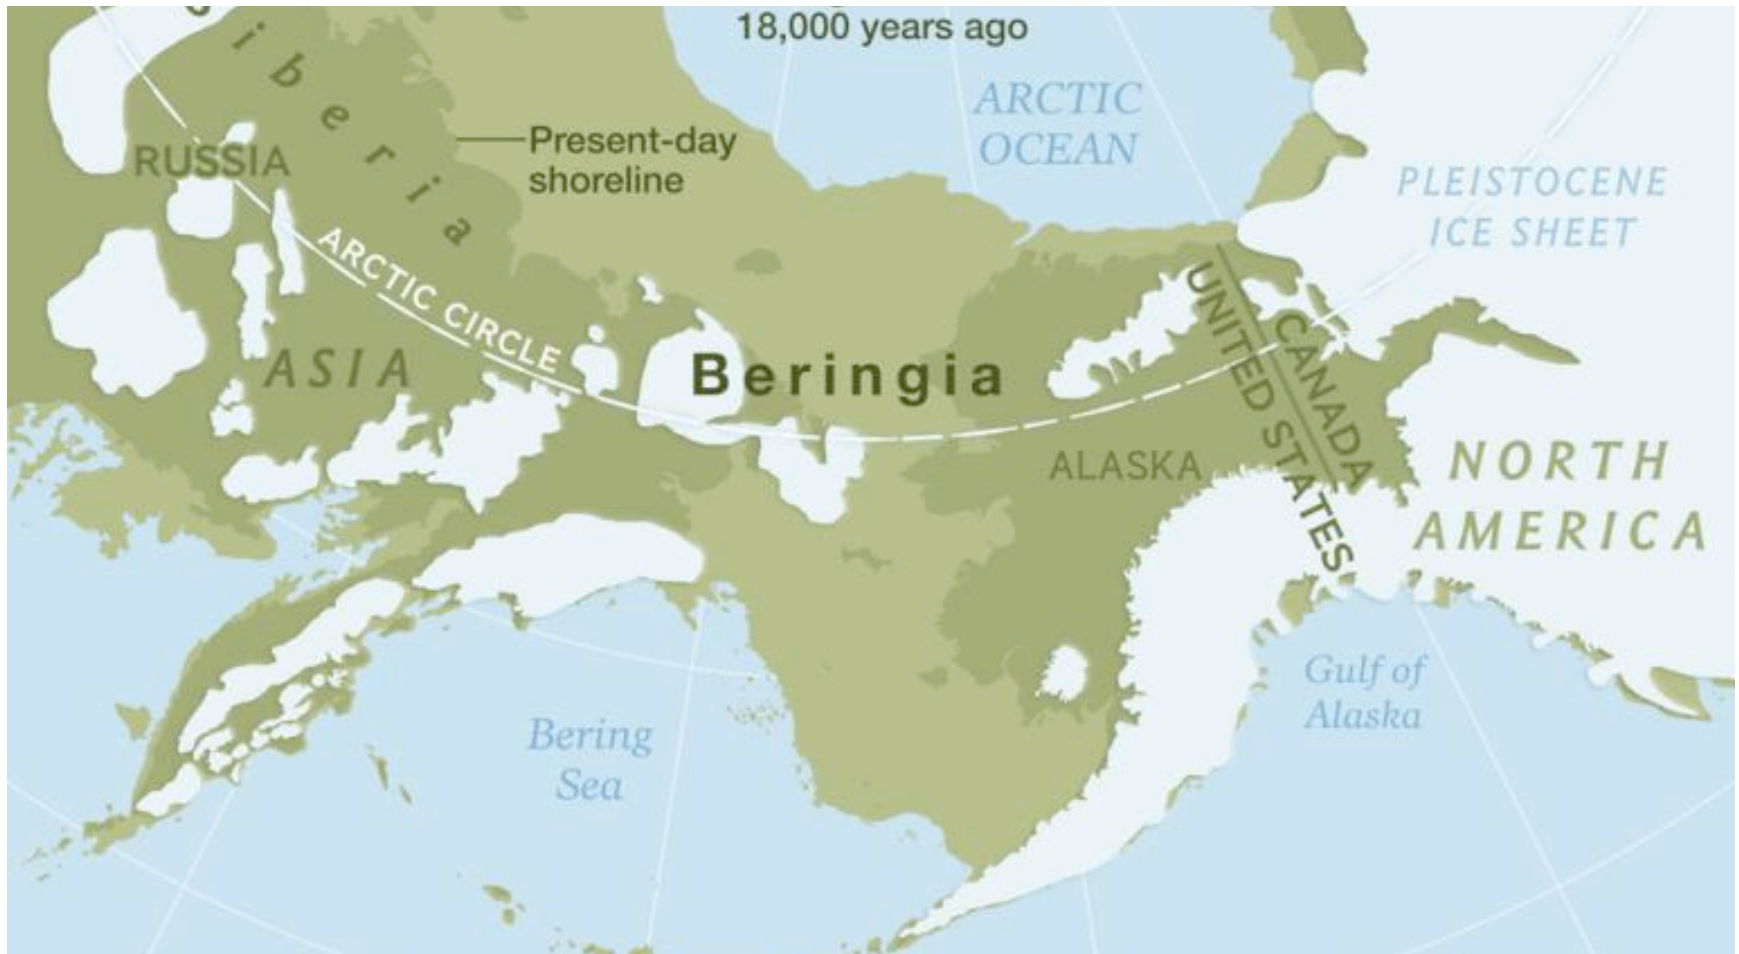 18,000 years ago
iberia
ARCTIC
OCEAN
Present-day
shoreline
RUSSIA
PLEISTOCENE
ICE SHEET
ARCTIC CIRCLE
UNITED STATES
CANADA
ASIA
Beringia
ALASKA
NORTH
AMERICA
Gulf of
Alaska
Bering
Sea